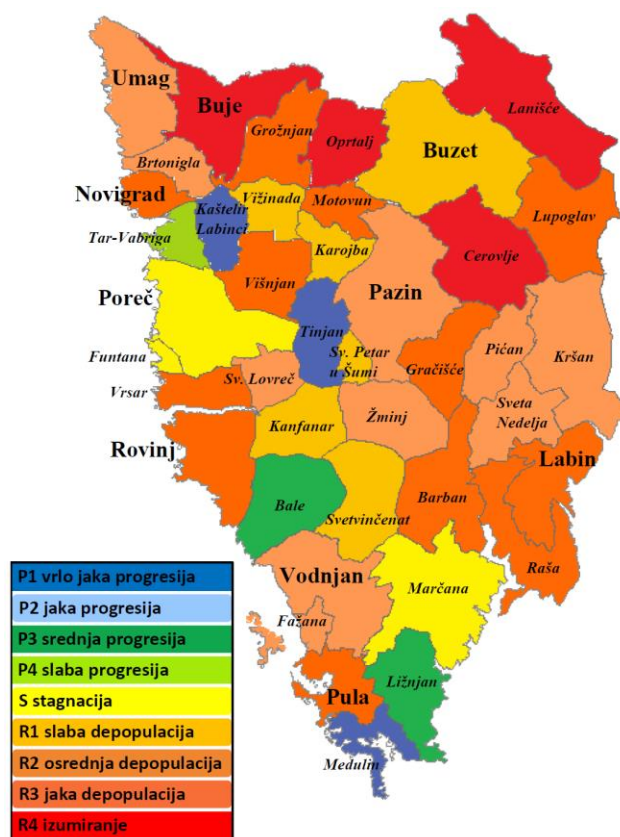 Umag
Buje
Grožnjan
Oprtalj
Lanišće
Buzet
Brtonigla
Novigrad
Kaštelir
Labinci
Vižinada
Motovun
Lupoglav
Tar-Vabriga
Karojba
Cerovlje
Višnjan
Pazin
Poreč
Tinjan
Sv. Petar
u Šumi
Gračišće
Pićan
Kršan
Funtana
Vrsar
Sv. Lovreč
Sveta
Nedelja
Kanfanar
Žminj
Rovinj
Labin
Bale
Svetvinčenat
Barban
Raša
Vodnjan
Marčana
Fažana
Ližnjan
Pula
Medulin
P1 vrlo jaka progresija
P2 jaka progresija
P3 srednja progresija
P4 slaba progresija
S stagnacija
R1 slaba depopulacija
R2 osrednja depopulacija
R3 jaka depopulacija
R4 izumiranje